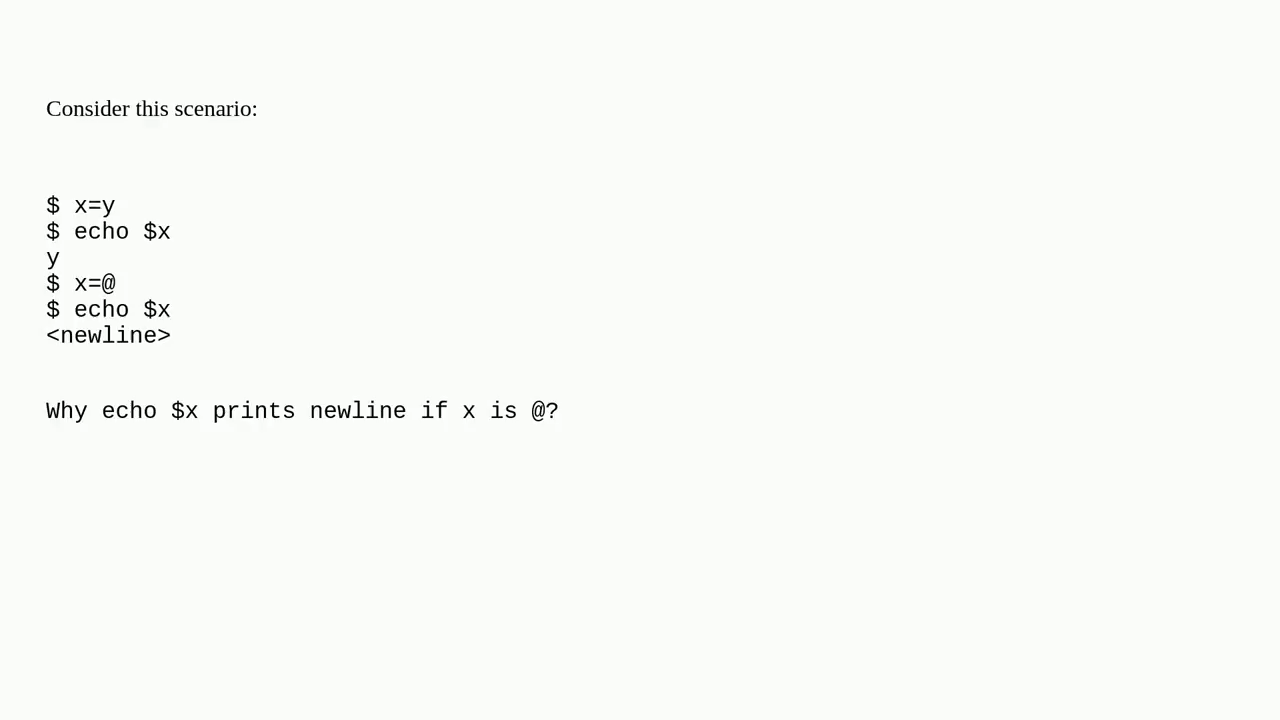 Consider this scenario:
$ x=y
$ echo $x
y
$ x=@
$ echo $x
<newline>
Why echo $x prints newline if x is @?